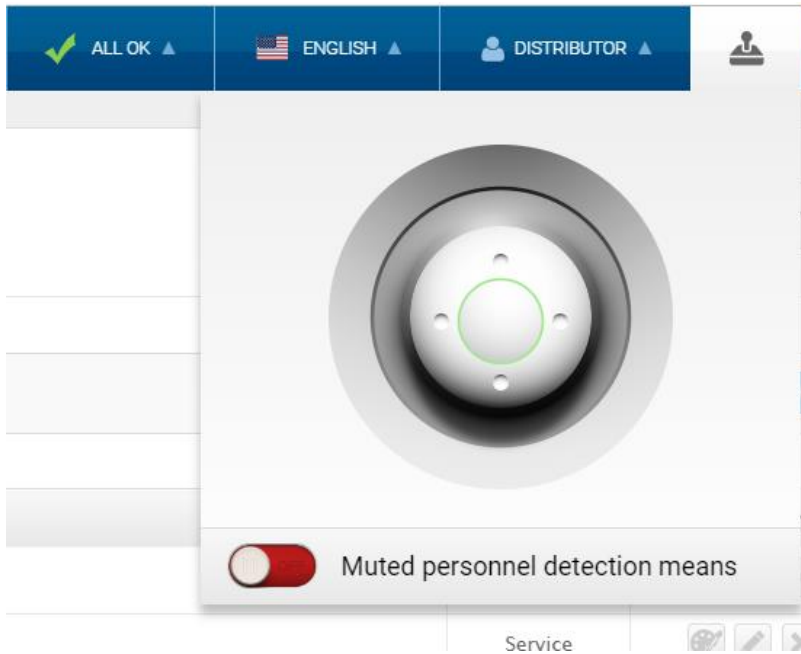 ALL OK
ENGLISH
DISTRIBUTOR
Muted personnel detection means
Service